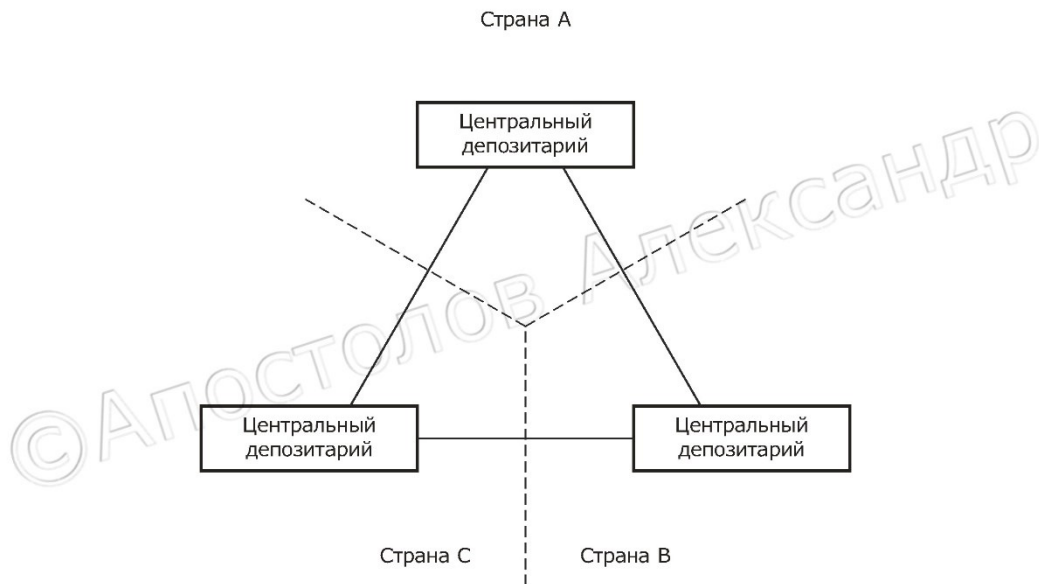 Страна А
Центральный
депозитарий
©Апостолов Александр
Центральный
депозитарий
Центральный
депозитарий
Страна С
Страна В